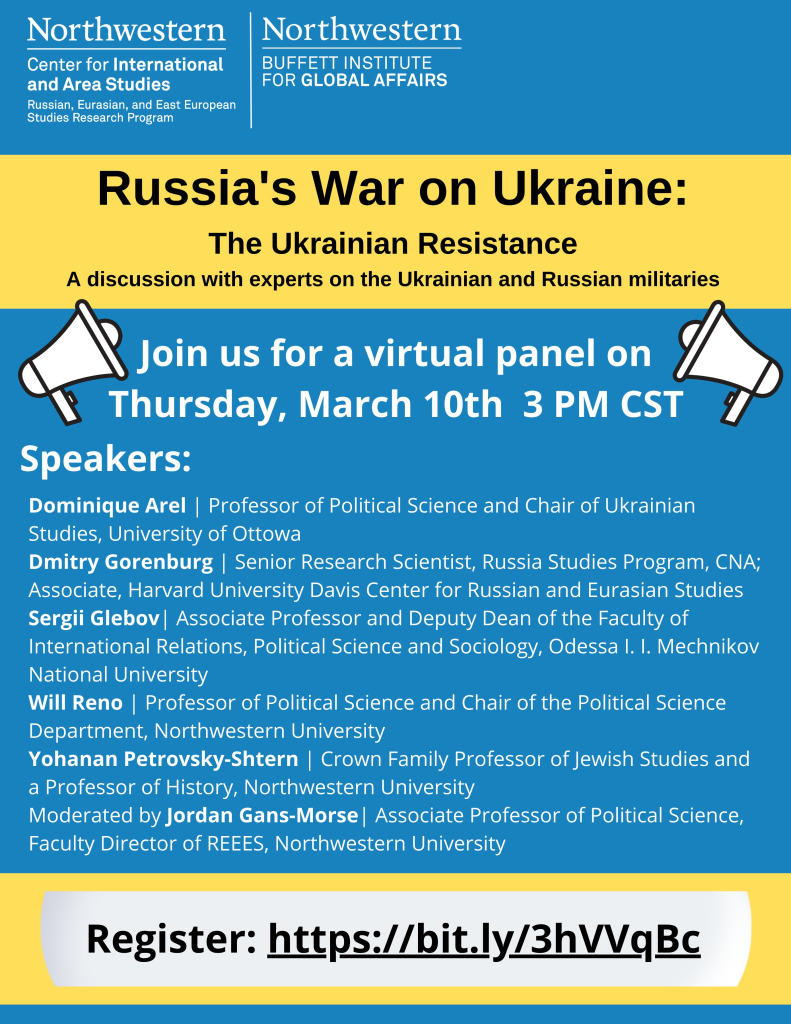 Northwestern
Center for International
and Area Studies
Russian, Eurasian, and East European
Studies Research Program
Northwestern
BUFFETT INSTITUTE
FOR GLOBAL AFFAIRS
Russia's War on Ukraine:
The Ukrainian Resistance
A discussion with experts on the Ukrainian and Russian militaries
Join us for a virtual panel on
Thursday, March 10th 3 PM CST
Speakers:
Dominique Arel | Professor of Political Science and Chair of Ukrainian
Studies, University of Ottowa
Dmitry Gorenburg | Senior Research Scientist, Russia Studies Program, CNA;
Associate, Harvard University Davis Center for Russian and Eurasian Studies
Sergii Glebov| Associate Professor and Deputy Dean of the Faculty of
International Relations, Political Science and Sociology, Odessa I. I. Mechnikov
National University
Will Reno | Professor of Political Science and Chair of the Political Science
Department, Northwestern University
Yohanan Petrovsky-Shtern | Crown Family Professor of Jewish Studies and
a Professor of History, Northwestern University
Moderated by Jordan Gans-Morse| Associate Professor of Political Science,
Faculty Director of REEES, Northwestern University
Register: https://bit.ly/3hVVqBc